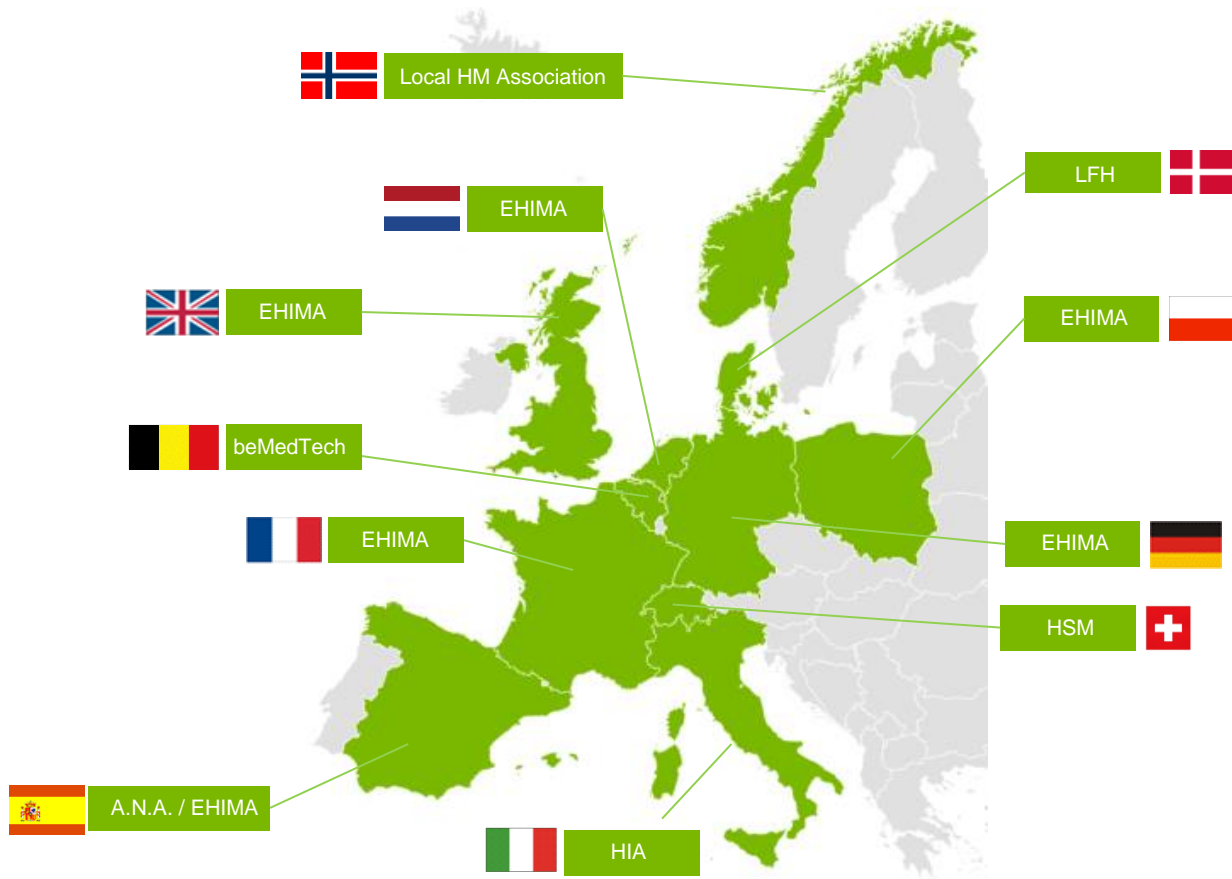 Local HM Association
LFH
EHIMA
EHIMA
EHIMA
beMedTech
EHIMA
EHIMA
HSM
A.N.A. / EHIMA
HIA